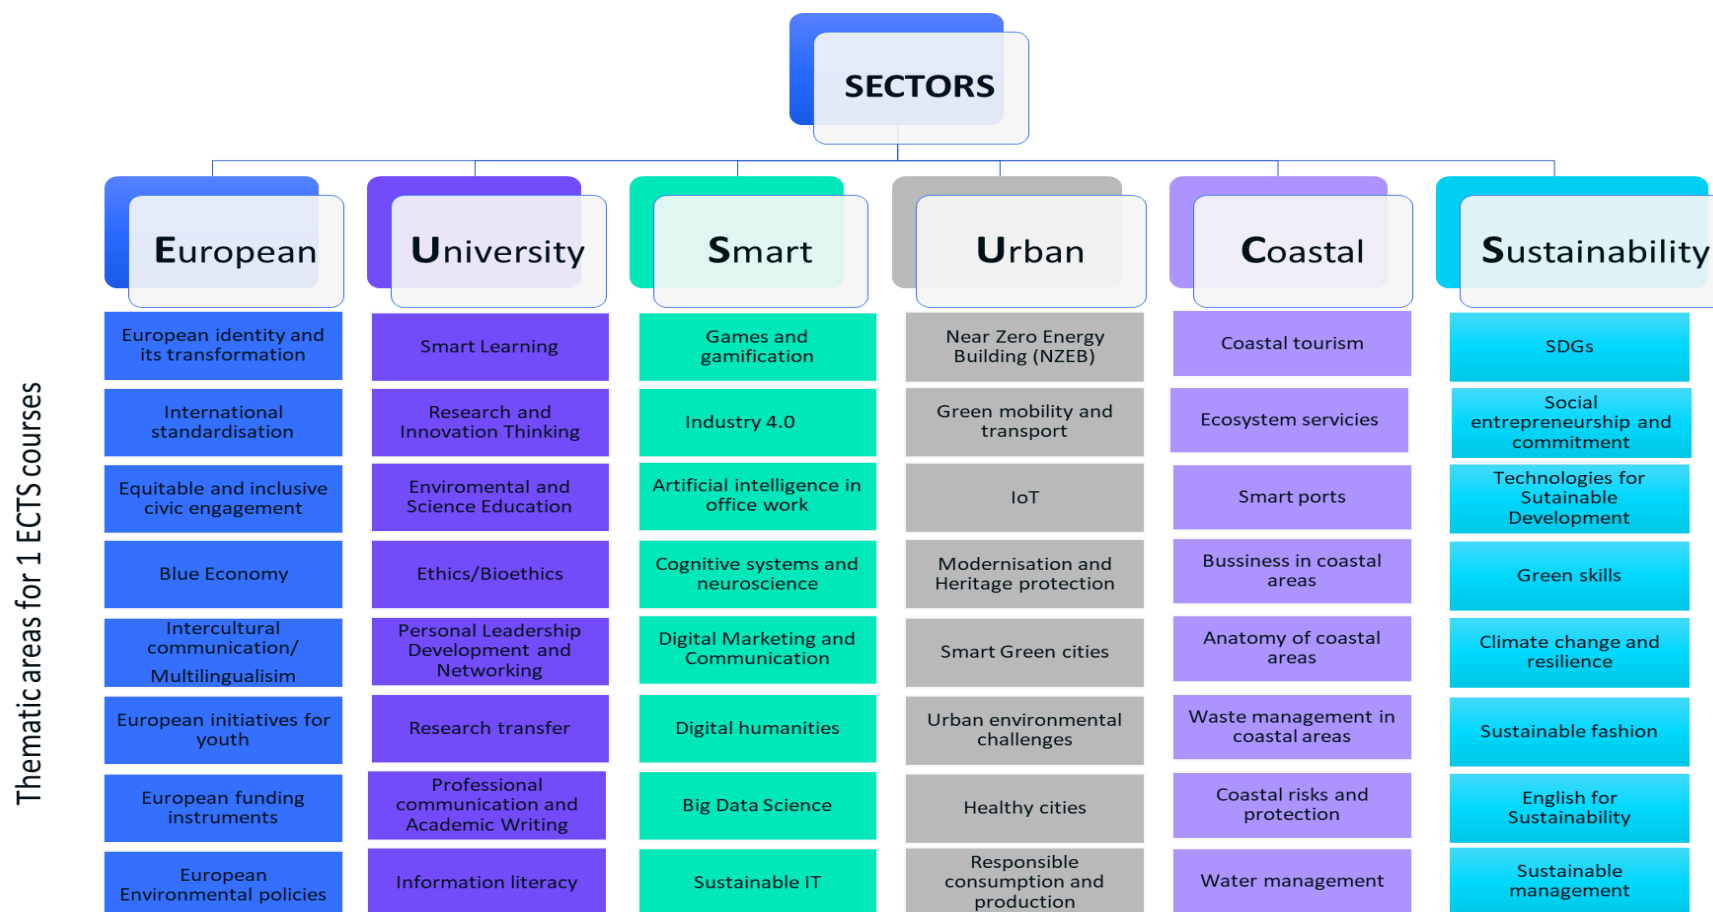 SECTORS
European
University
Smart
Urban
Coastal
Sustainability
Thematic areas for 1 ECTS courses
European identity and
its transformation
International
standardisation
Equitable and inclusive
civic engagement
Blue Economy
Intercultural
communication/
Multilingualisim
European initiatives for
youth
European funding
instruments
European
Environmental policies
Smart Learning
Research and
Innovation Thinking
Enviromental and
Science Education
Ethics/Bioethics
Personal Leadership
Development and
Networking
Research transfer
Professional
communication and
Academic Writing
Information literacy
Games and
gamification
Industry 4.0
Artificial intelligence in
office work
Cognitive systems and
neuroscience
Digital Marketing and
Communication
Digital humanities
Big Data Science
Sustainable IT
Near Zero Energy
Building (NZEB)
Green mobility and
transport
IoT
Modernisation and
Heritage protection
Smart Green cities
Urban environmental
challenges
Healthy cities
Responsible
consumption and
production
Coastal tourism
Ecosystem servicies
Smart ports
Bussiness in coastal
areas
Anatomy of coastal
areas
Waste management in
coastal areas
Coastal risks and
protection
Water management
SDGs
Social
entrepreneurship and
commitment
Technologies for
Sutainable
Development
Green skills
Climate change and
resilience
Sustainable fashion
English for
Sustainability
Sustainable
management